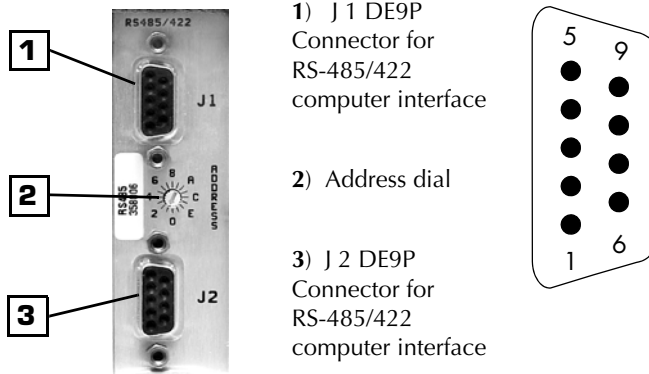 RS485/422
1
J1
RS485
358606
6 8 A
4 C
2 0 E
ADDRESS
2
J2
3
1) J 1 DE9P
Connector for
RS-485/422
computer interface
2) Address dial
3) J 2 DE9P
Connector for
RS-485/422
computer interface
5
9
1
6